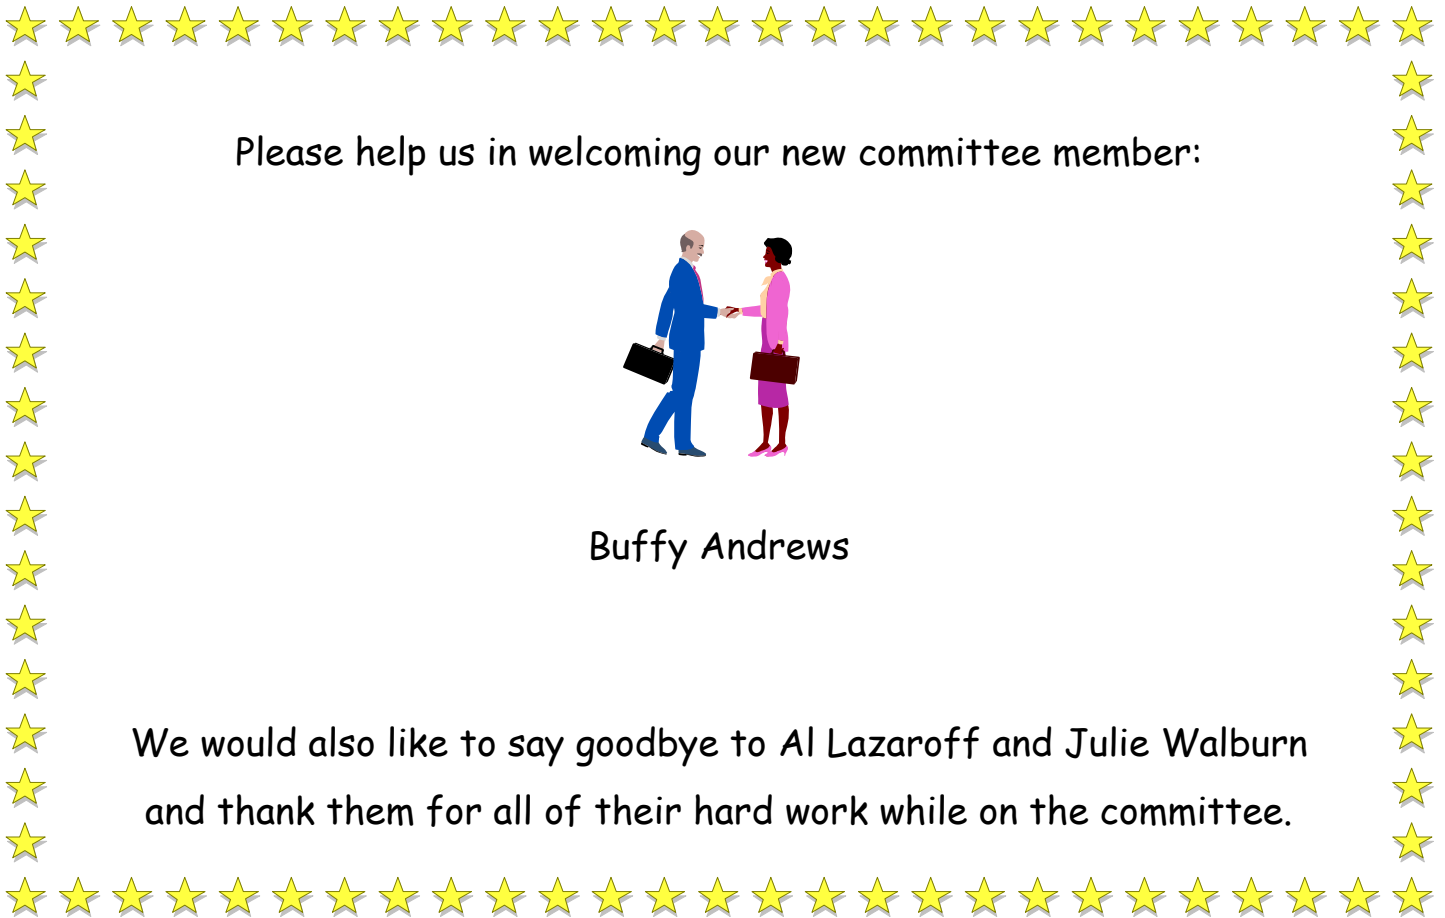 Please help us in welcoming our new committee member:
Buffy Andrews
We would also like to say goodbye to Al Lazaroff and Julie Walburn
and thank them for all of their hard work while on the committee.